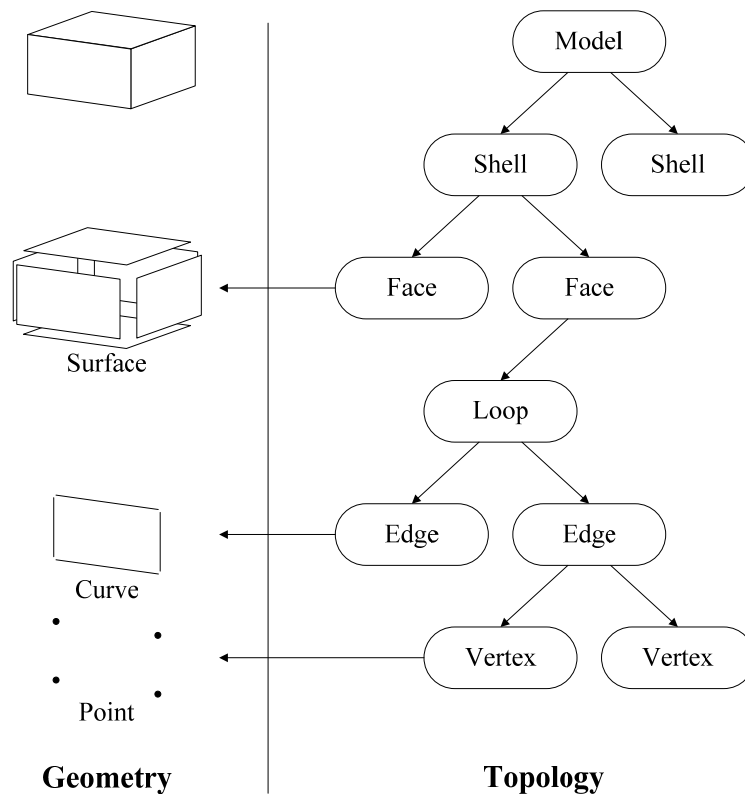 Model
Shell Shell
Face Face
Surface
Loop
Edge Edge
Curve
Vertex Vertex
Point
Geometry Topology